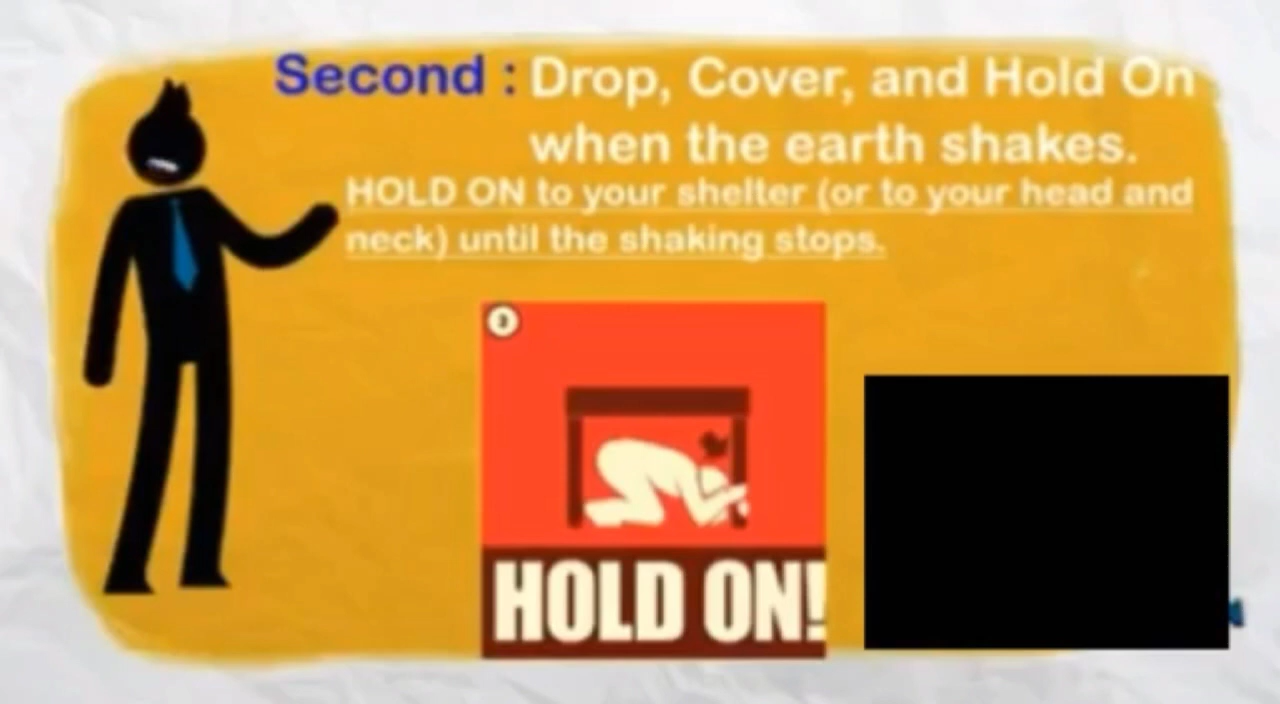 Second : Drop, Cover, and Hold On
when the earth shakes.
HOLD ON to your shelter (or to your head and
neck) until the shaking stops.
3
HOLD ON!